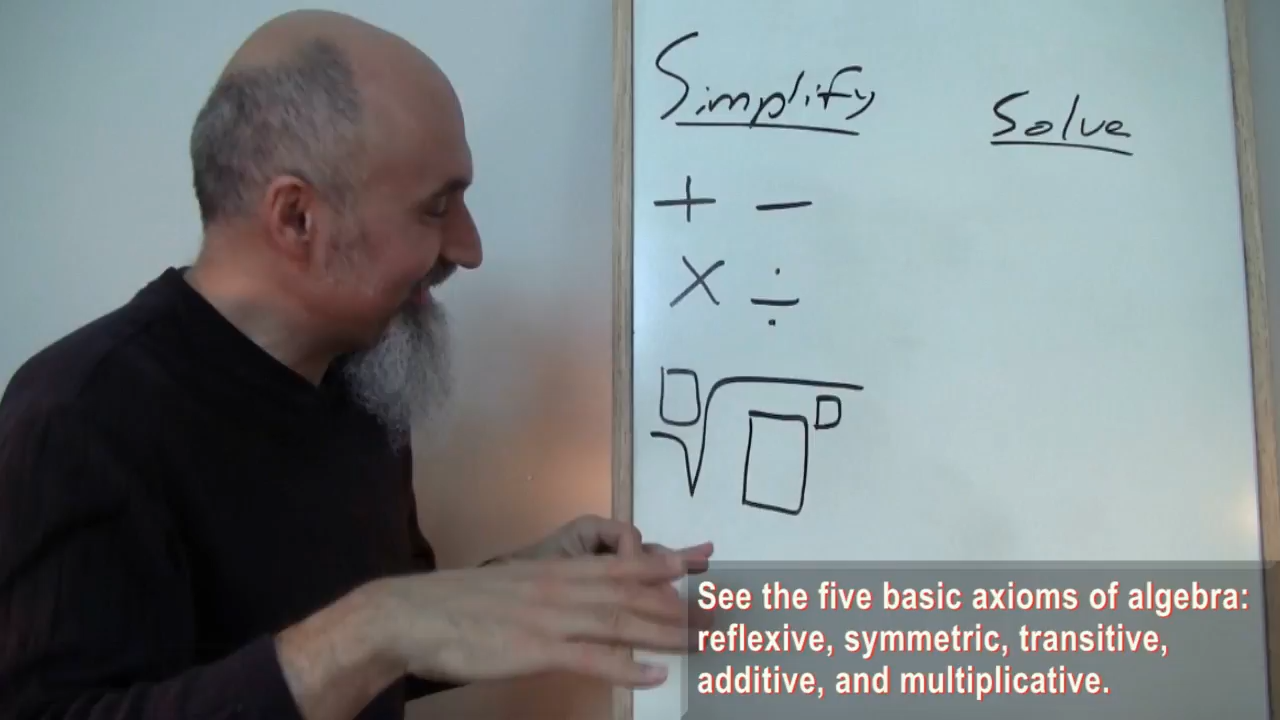 Simplify
Solve
+ −
× ÷
√
See the five basic axioms of algebra:
reflexive, symmetric, transitive,
additive, and multiplicative.